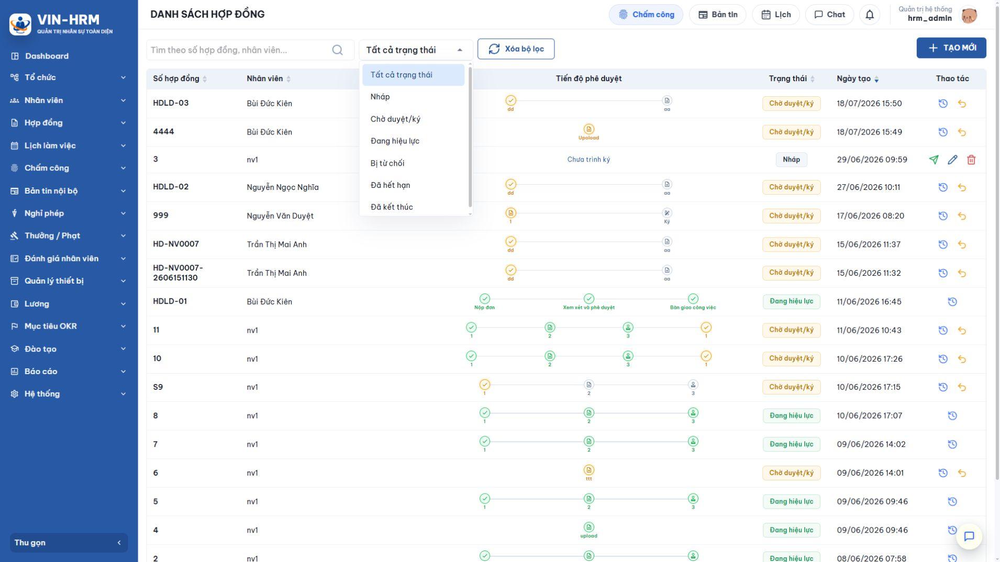 VIN-HRM
QUẢN TRỊ NHÂN SỰ TOÀN DIỆN
Dashboard
Tổ chức
Nhân viên
Hợp đồng
Lịch làm việc
Chấm công
Bản tin nội bộ
Nghỉ phép
Thưởng / Phạt
Đánh giá nhân viên
Quản lý thiết bị
Lương
Mục tiêu OKR
Đào tạo
Báo cáo
Hệ thống
Thu gọn
DANH SÁCH HỢP ĐỒNG
Chấm công
Bản tin
Lịch
Chat
Quản trị hệ thống
hrm_admin
Tìm theo số hợp đồng, nhân viên...
Tất cả trạng thái
Xóa bộ lọc
TẠO MỚI
Tất cả trạng thái
Nháp
Chờ duyệt/ký
Đang hiệu lực
Bị từ chối
Đã hết hạn
Đã kết thúc
Số hợp đồng Nhân viên Tiến độ phê duyệt Trạng thái Ngày tạo Thao tác
HDLD-03 Bùi Đức Kiên dd aa Chờ duyệt/ký 18/07/2026 15:50
4444 Bùi Đức Kiên Upoload Chờ duyệt/ký 18/07/2026 15:49
3 nv1 Chưa trình ký Nháp 29/06/2026 09:59
HDLD-02 Nguyễn Ngọc Nghĩa dd aa Chờ duyệt/ký 27/06/2026 10:11
999 Nguyễn Văn Duyệt 1 Ký Chờ duyệt/ký 17/06/2026 08:20
HD-NV0007 Trần Thị Mai Anh dd aa Chờ duyệt/ký 15/06/2026 11:37
HD-NV0007-
2606151130 Trần Thị Mai Anh dd aa Chờ duyệt/ký 15/06/2026 11:32
HDLD-01 Bùi Đức Kiên Nộp đơn Xem xét và phê duyệt Bàn giao công việc Đang hiệu lực 11/06/2026 16:45
11 nv1 1 2 3 1 Chờ duyệt/ký 11/06/2026 10:43
10 nv1 1 2 3 1 Chờ duyệt/ký 10/06/2026 17:26
S9 nv1 1 2 3 Chờ duyệt/ký 10/06/2026 17:15
8 nv1 1 2 3 Đang hiệu lực 10/06/2026 17:07
7 nv1 1 2 3 Đang hiệu lực 09/06/2026 14:02
6 nv1 ttt Chờ duyệt/ký 09/06/2026 14:01
5 nv1 1 2 3 Đang hiệu lực 09/06/2026 09:46
4 nv1 upload Đang hiệu lực 09/06/2026 09:46
2 nv1 Đang hiệu lực 08/06/2026 07:58